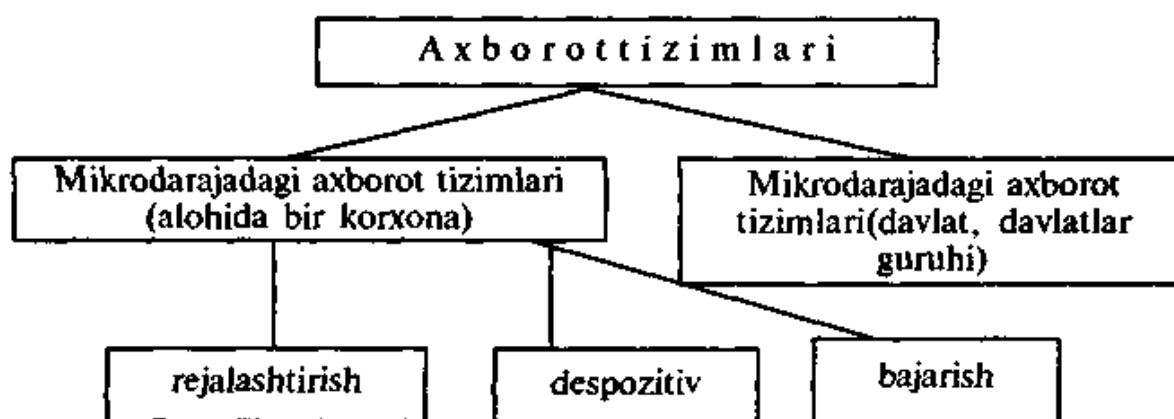 Axborottizimlari
Mikrodarajadagi axborot tizimlari
(alohida bir korxona)
Mikrodarajadagi axborot
tizimlari(davlat, davlatlar
guruhi)
rejalashtirish
despozitiv
bajarish